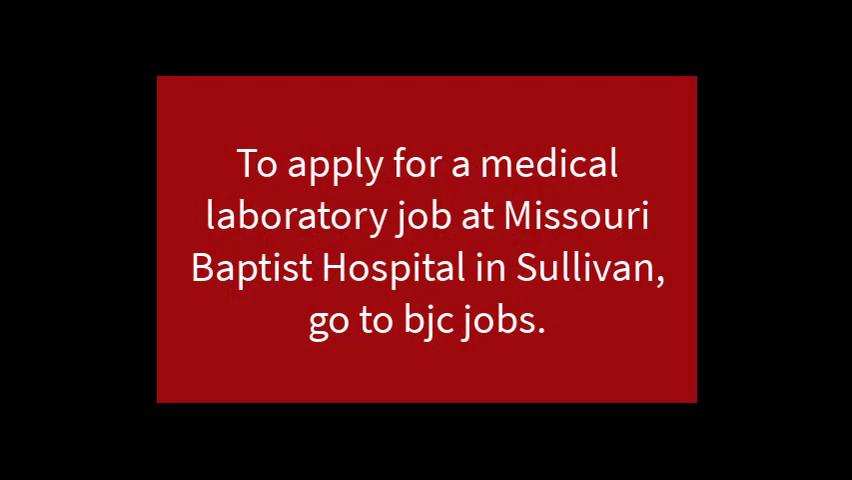 To apply for a medical
laboratory job at Missouri
Baptist Hospital in Sullivan,
go to bjc jobs.